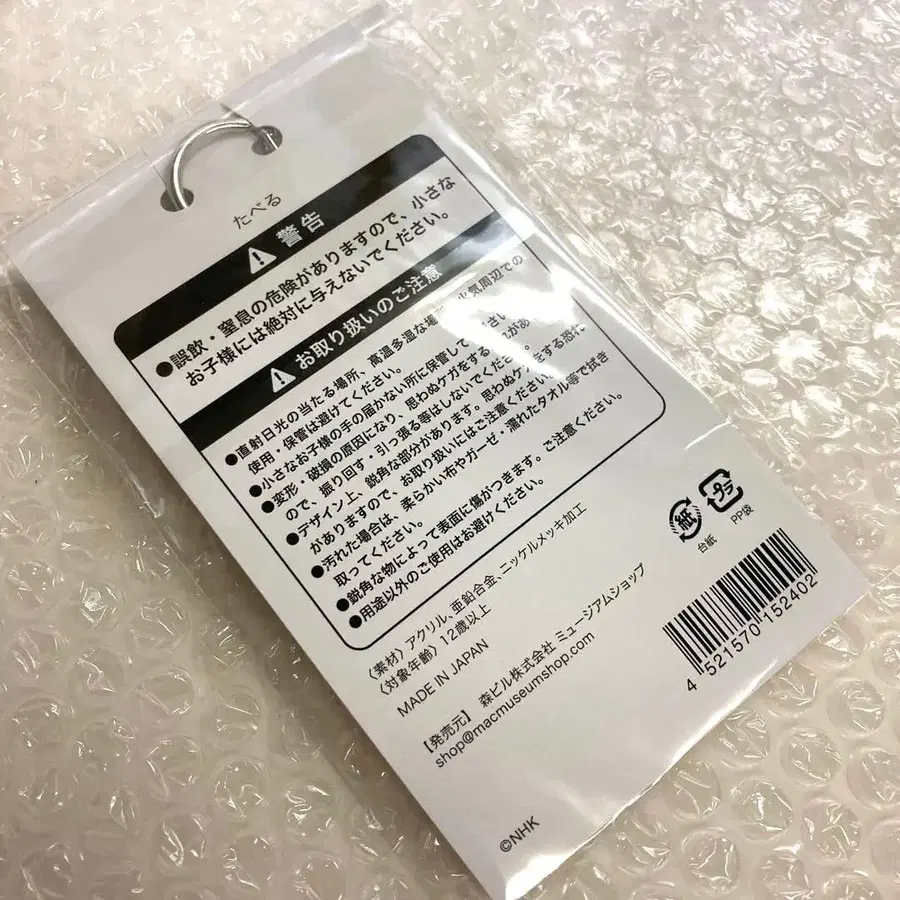 たべる
警告
●誤飲・窒息の危険がありますので、小さな
お子様には絶対に与えないでください。
お取り扱いのご注意
●直射日光の当たる場所、高温多湿な場 火気周辺での
使用・保管は避けてください。
●小さなお子様の手の届かない所に保管して ださい
●変形・破損の原因になり、思わぬケガをする が
ので、振り回す・引っ張る等はしないでください。
●デザイン上、鋭角な部分があります。思わぬケガをする恐れ
がありますので、お取り扱いにはご注意ください。
●汚れた場合は、柔らかい布やガーゼ・濡れたタオル等で拭き
取ってください。
●鋭角な物によって表面に傷がつきます。ご注意ください。
●用途以外のご使用はお避けください。
〈素材〉アクリル、亜鉛合金、ニッケルメッキ加工
〈対象年齢〉12歳以上
MADE IN JAPAN
紙
台紙
プラ
PP袋
【発売元】 森ビル株式会社 ミュージアムショップ
shop@macmuseumshop.com
4 521570 152402
©NHK